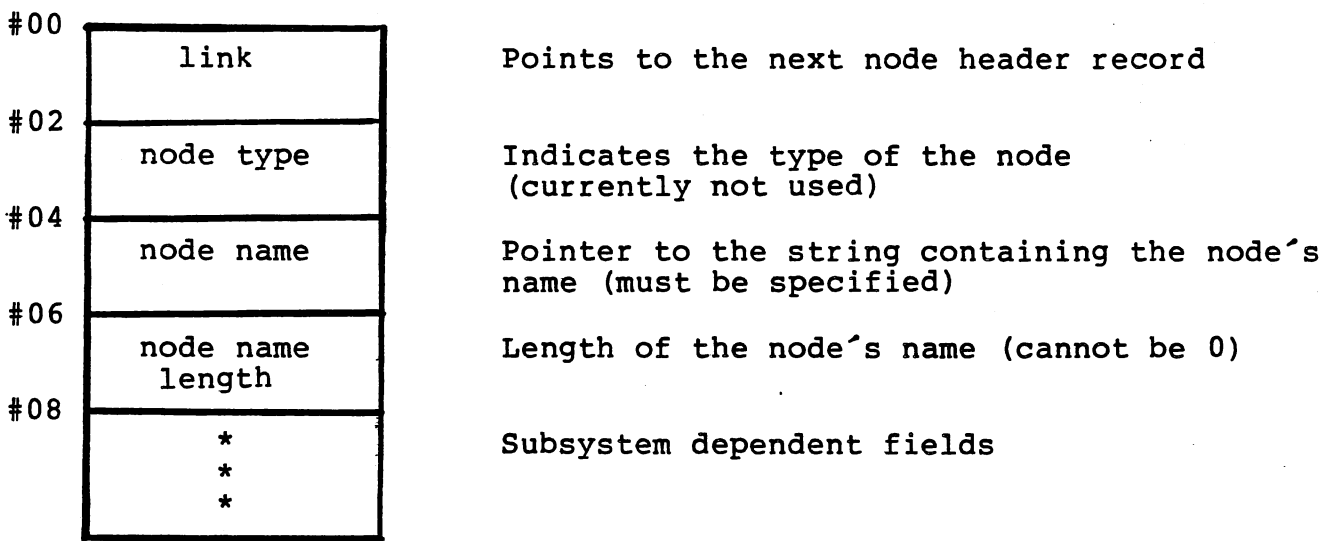 #00
link Points to the next node header record
#02
node type Indicates the type of the node
(currently not used)
#04
node name Pointer to the string containing the node´s
name (must be specified)
#06
node name Length of the node´s name (cannot be 0)
length
#08
* Subsystem dependent fields
*
*